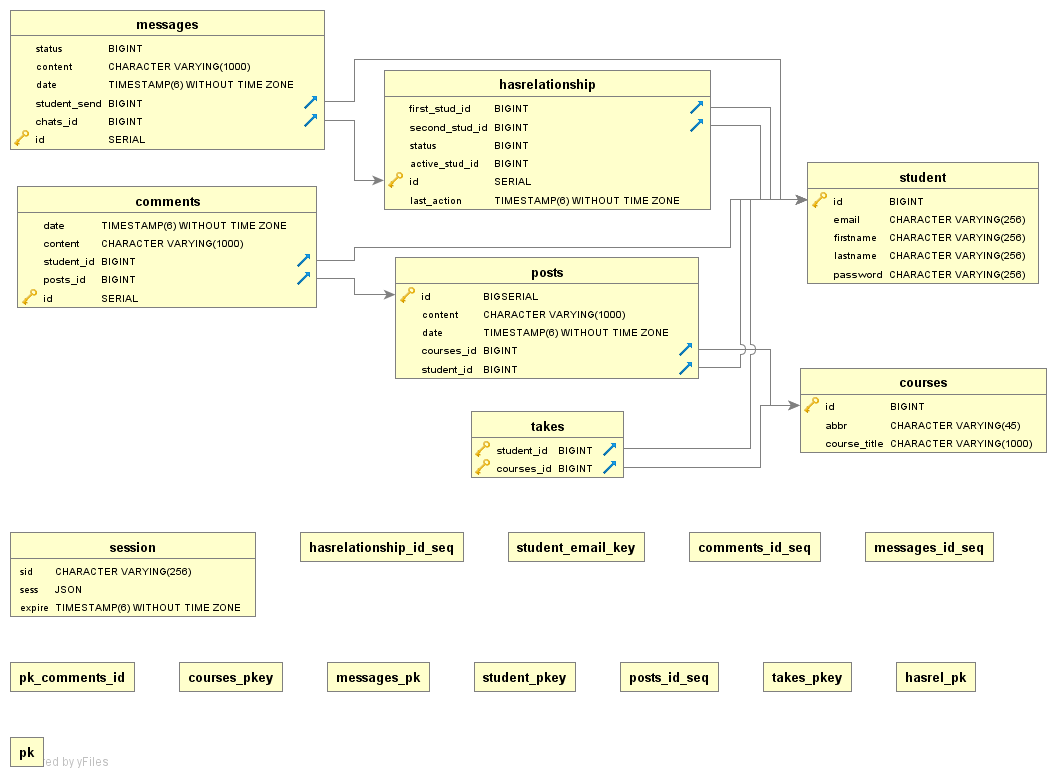 messages
status BIGINT
content CHARACTER VARYING(1000)
date TIMESTAMP(6) WITHOUT TIME ZONE
student_send BIGINT
chats_id BIGINT
id SERIAL
hasrelationship
first_stud_id BIGINT
second_stud_id BIGINT
status BIGINT
active_stud_id BIGINT
id SERIAL
last_action TIMESTAMP(6) WITHOUT TIME ZONE
student
id BIGINT
email CHARACTER VARYING(256)
firstname CHARACTER VARYING(256)
lastname CHARACTER VARYING(256)
password CHARACTER VARYING(256)
comments
date TIMESTAMP(6) WITHOUT TIME ZONE
content CHARACTER VARYING(1000)
student_id BIGINT
posts_id BIGINT
id SERIAL
posts
id BIGSERIAL
content CHARACTER VARYING(1000)
date TIMESTAMP(6) WITHOUT TIME ZONE
courses_id BIGINT
student_id BIGINT
courses
id BIGINT
abbr CHARACTER VARYING(45)
course_title CHARACTER VARYING(1000)
takes
student_id BIGINT
courses_id BIGINT
session
sid CHARACTER VARYING(256)
sess JSON
expire TIMESTAMP(6) WITHOUT TIME ZONE
hasrelationship_id_seq
student_email_key
comments_id_seq
messages_id_seq
pk_comments_id
courses_pkey
messages_pk
student_pkey
posts_id_seq
takes_pkey
hasrel_pk
pk
by yFiles